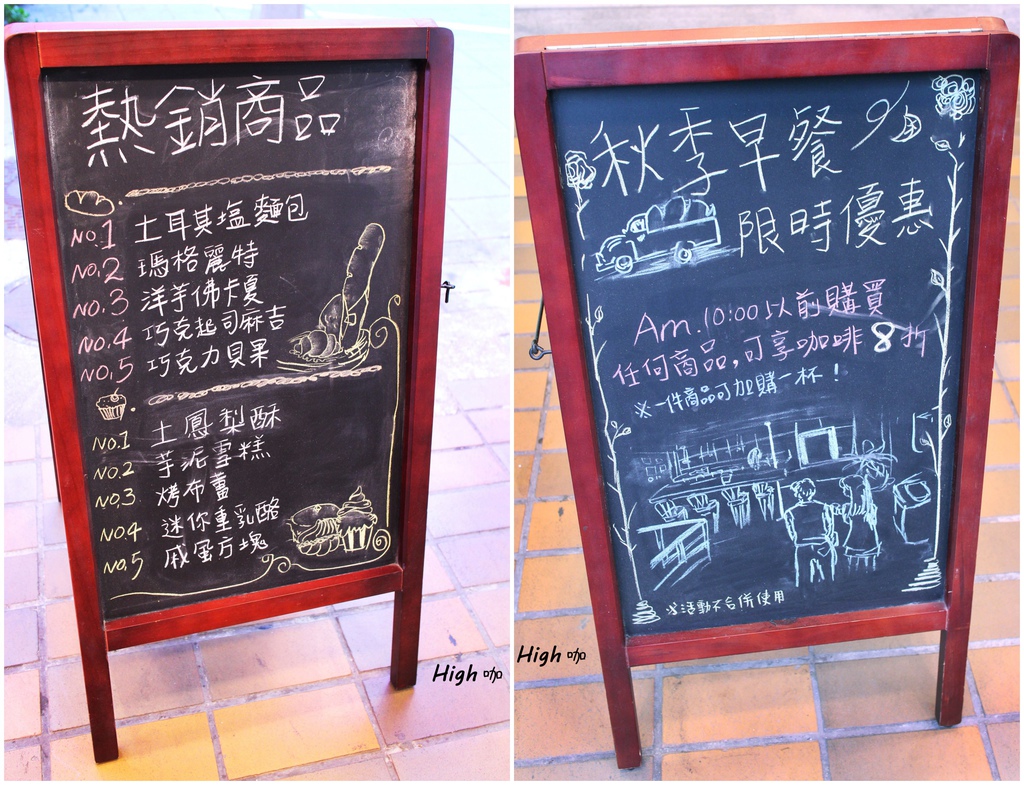 熱銷商品
NO.1 土耳其塩麵包
NO.2 瑪格麗特
NO.3 洋芋佛卡夏
NO.4 巧克起司麻吉
NO.5 巧克力貝果
NO.1 土鳳梨酥
NO.2 芋泥雪糕
NO.3 烤布蕾
NO.4 迷你重乳酪
NO.5 鹹蛋方塊
High 咖
秋季早餐
限時優惠
Am.10:00以前購買
任何商品,可享咖啡8折
※一件商品可加購一杯!
※活動不合併使用
High 咖